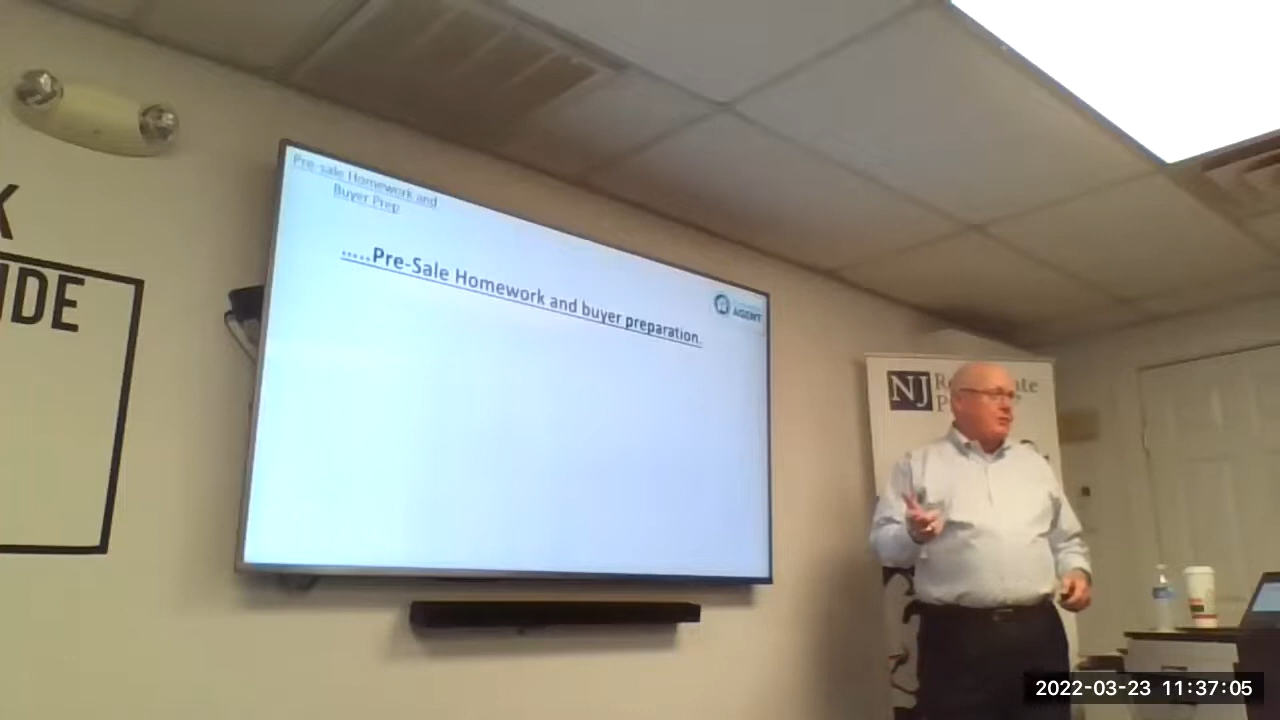 K
IDE
Pre-sale Homework and
Buyer Prep
.....Pre-Sale Homework and buyer preparation.
AGENT
NJ
2022-03-23 11:37:05